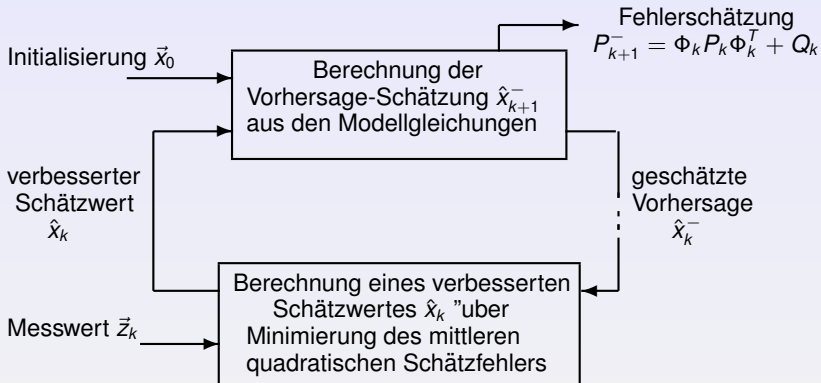 Fehlerschätzung
P⁻ₖ₊₁ = ΦₖPₖΦₖᵀ + Qₖ
Initialisierung x⃗₀
Berechnung der
Vorhersage-Schätzung x̂⁻ₖ₊₁
aus den Modellgleichungen
verbesserter
Schätzwert
x̂ₖ
geschätzte
Vorhersage
x̂ₖ⁻
Berechnung eines verbesserten
Schätzwertes x̂ₖ "uber
Minimierung des mittleren
quadratischen Schätzfehlers
Messwert z⃗ₖ